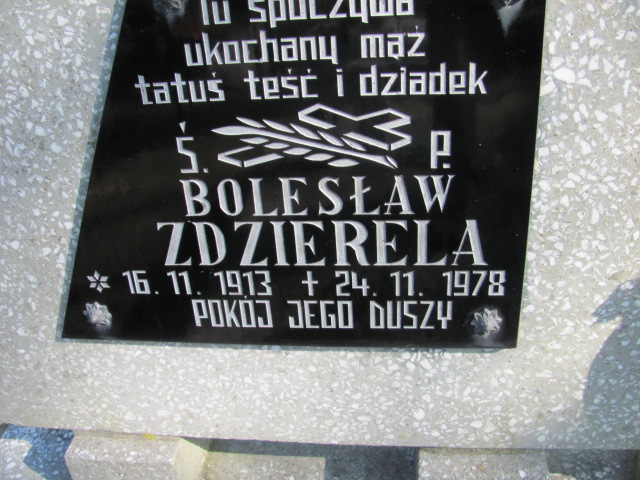 Tu spoczywa
ukochany mąż
tatuś teść i dziadek
Ś. P.
BOLESŁAW
ZDZIERELA
* 16. 11. 1913 + 24. 11. 1978
POKÓJ JEGO DUSZY